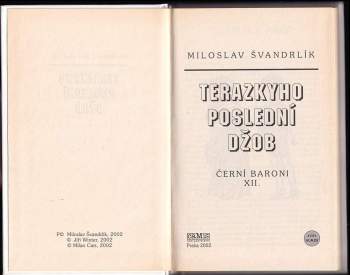 © Miloslav Švandrlík, 2002
© Jiří Winter, 2002
© Milan Cais, 2002
MILOSLAV ŠVANDRLÍK
TERAZKYHO
POSLEDNÍ
DŽOB
ČERNÍ BARONI
XII.
Praha 2002